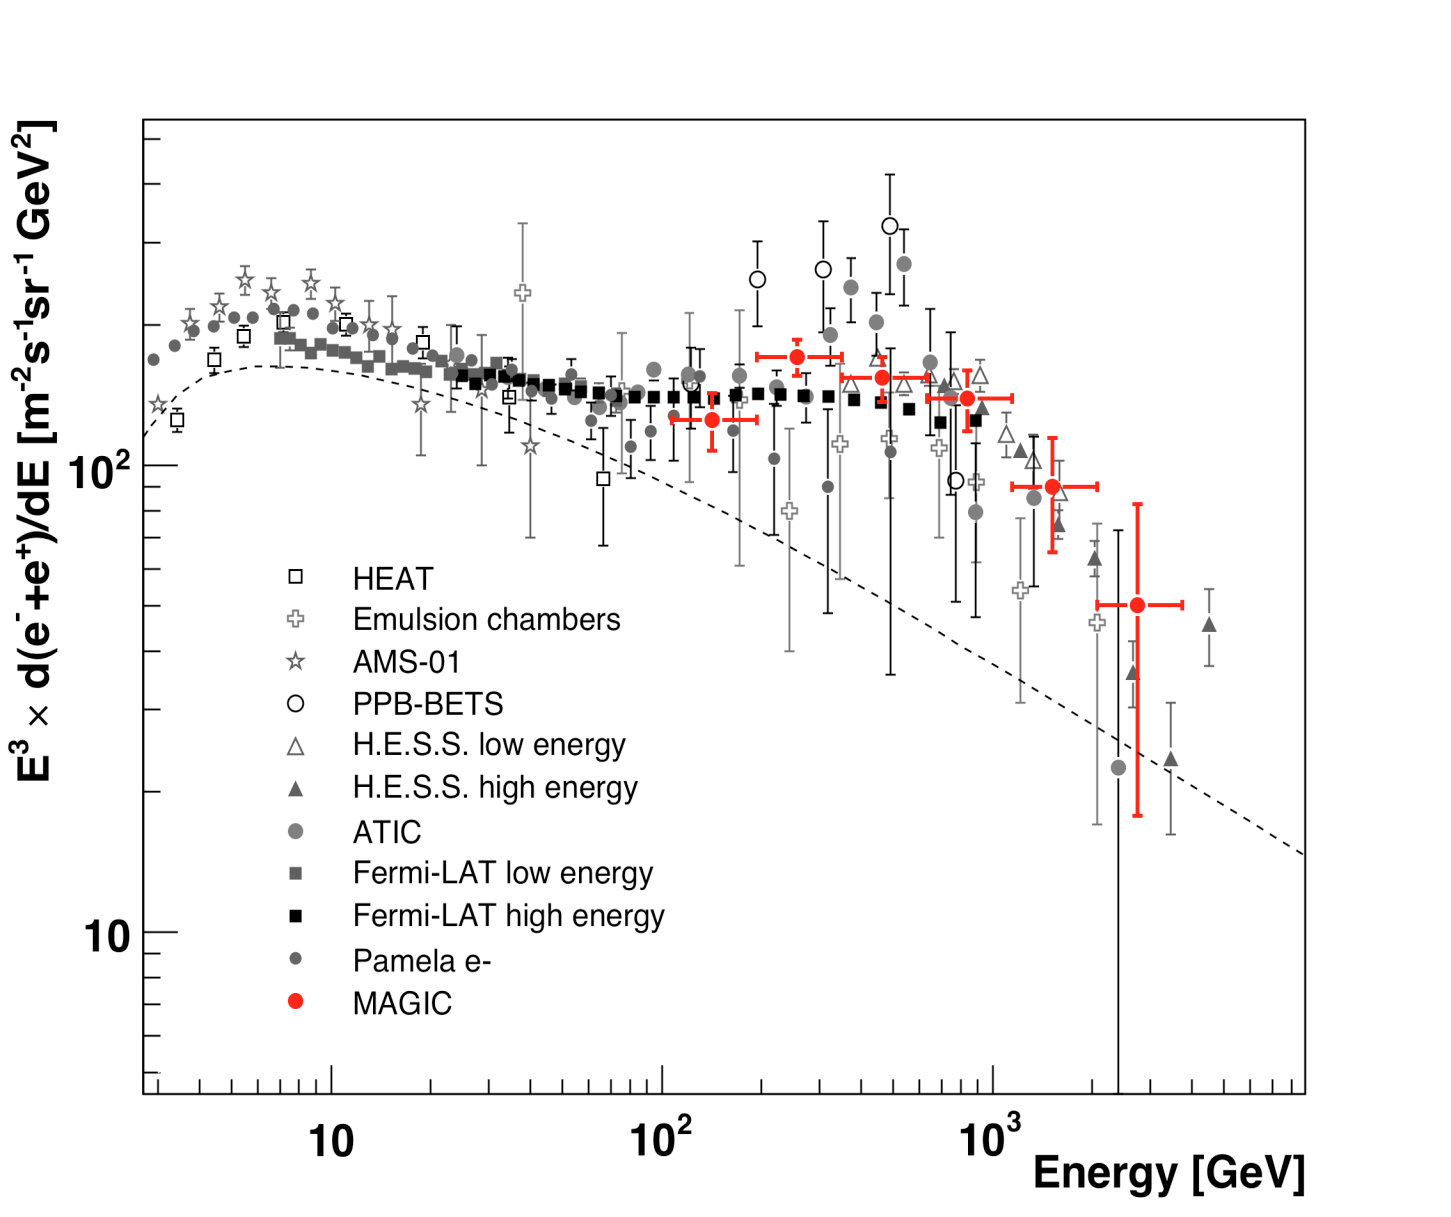 E³ × d(e⁻+e⁺)/dE [m⁻²s⁻¹sr⁻¹ GeV²]
10²
10
HEAT
Emulsion chambers
AMS-01
PPB-BETS
H.E.S.S. low energy
H.E.S.S. high energy
ATIC
Fermi-LAT low energy
Fermi-LAT high energy
Pamela e-
MAGIC
10 10² 10³
Energy [GeV]